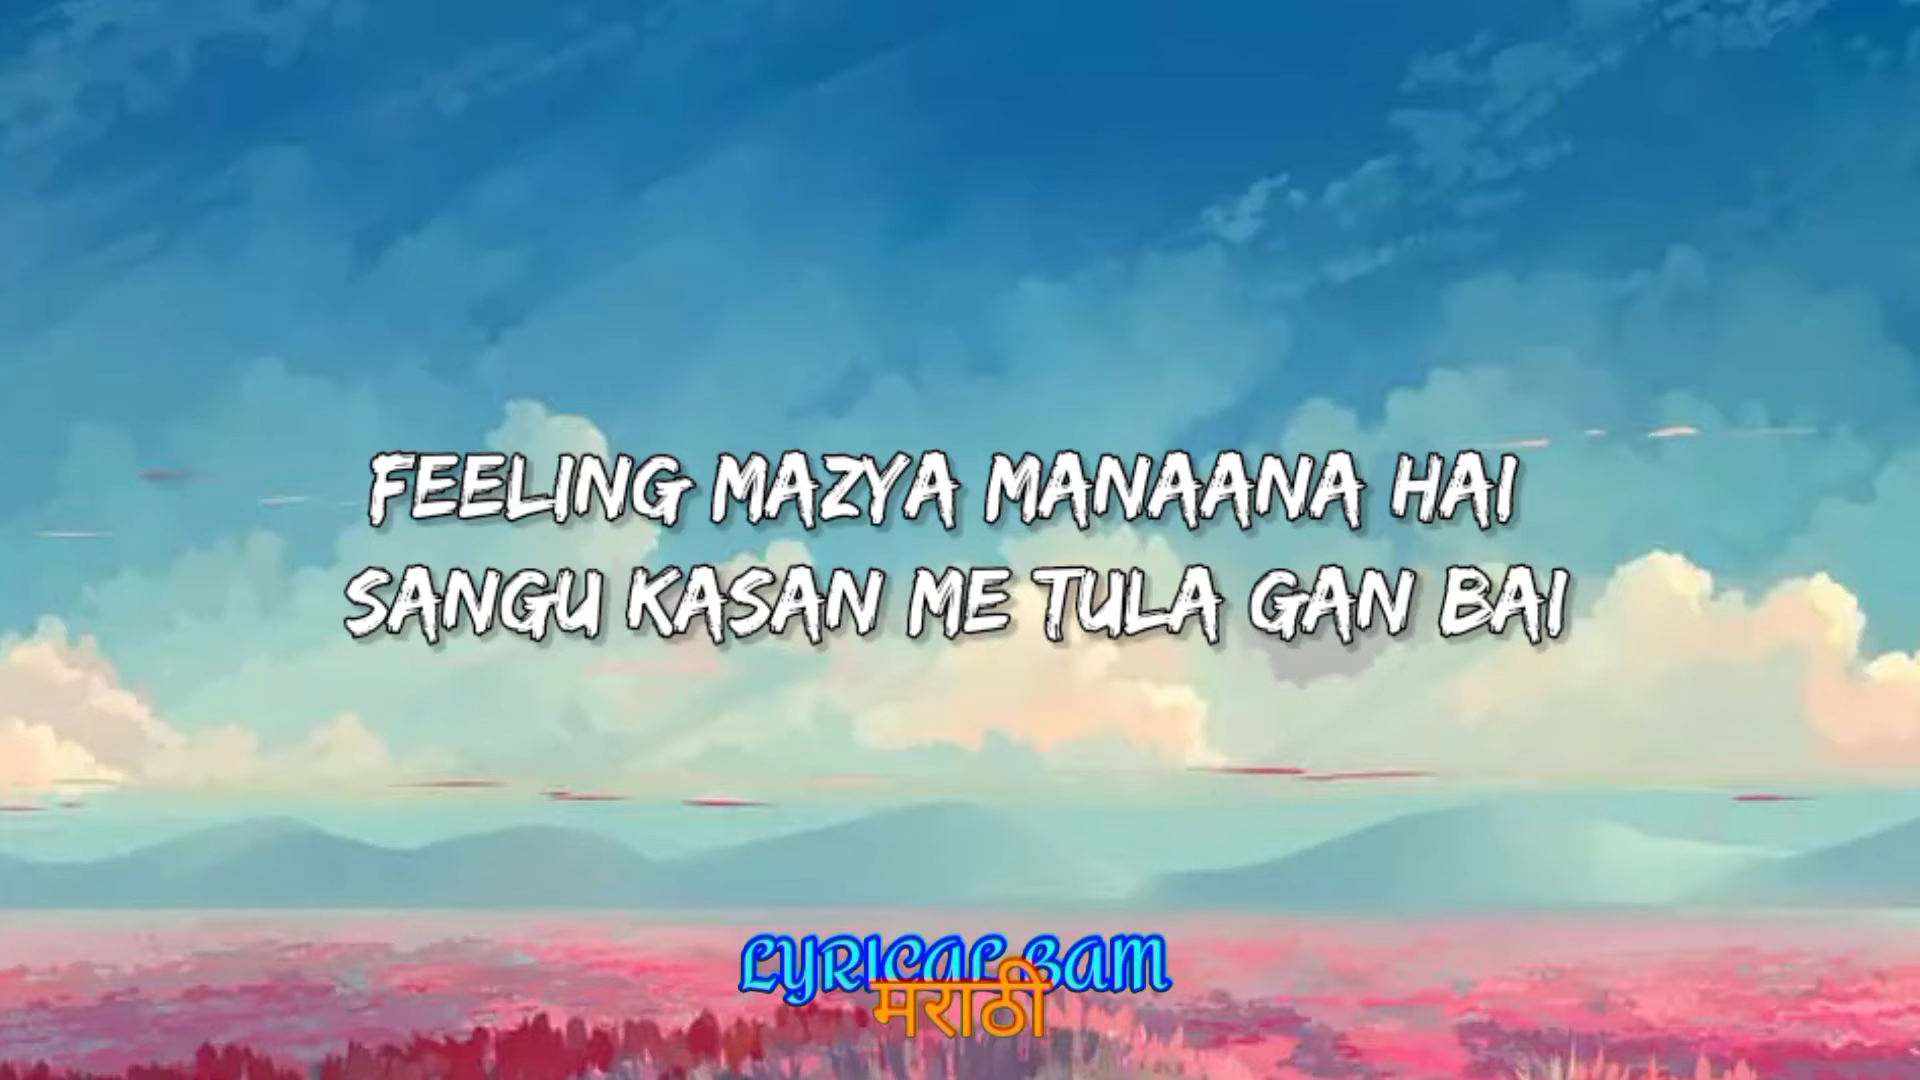 FEELING MAZYA MANAANA HAI
SANGU KASAN ME TULA GAN BAI
LYRICAL BAM
मराठी